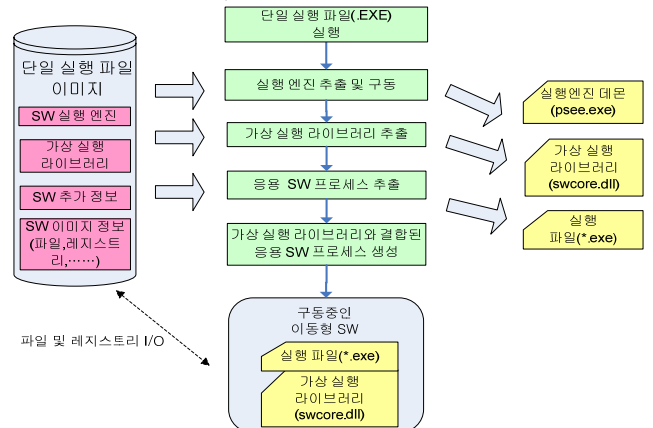 단일 실행 파일
이미지
SW 실행 엔진
가상 실행
라이브러리
SW 추가 정보
SW 이미지 정보
(파일,레지스트
리,……)
단일 실행 파일(.EXE)
실행
실행 엔진 추출 및 구동
가상 실행 라이브러리 추출
응용 SW 프로세스 추출
가상 실행 라이브러리와 결합된
응용 SW 프로세스 생성
실행엔진 데몬
(psee.exe)
가상 실행
라이브러리
(swcore.dll)
실행
파일(*.exe)
파일 및 레지스토리 I/O
구동중인
이동형 SW
실행 파일(*.exe)
가상 실행
라이브러리
(swcore.dll)